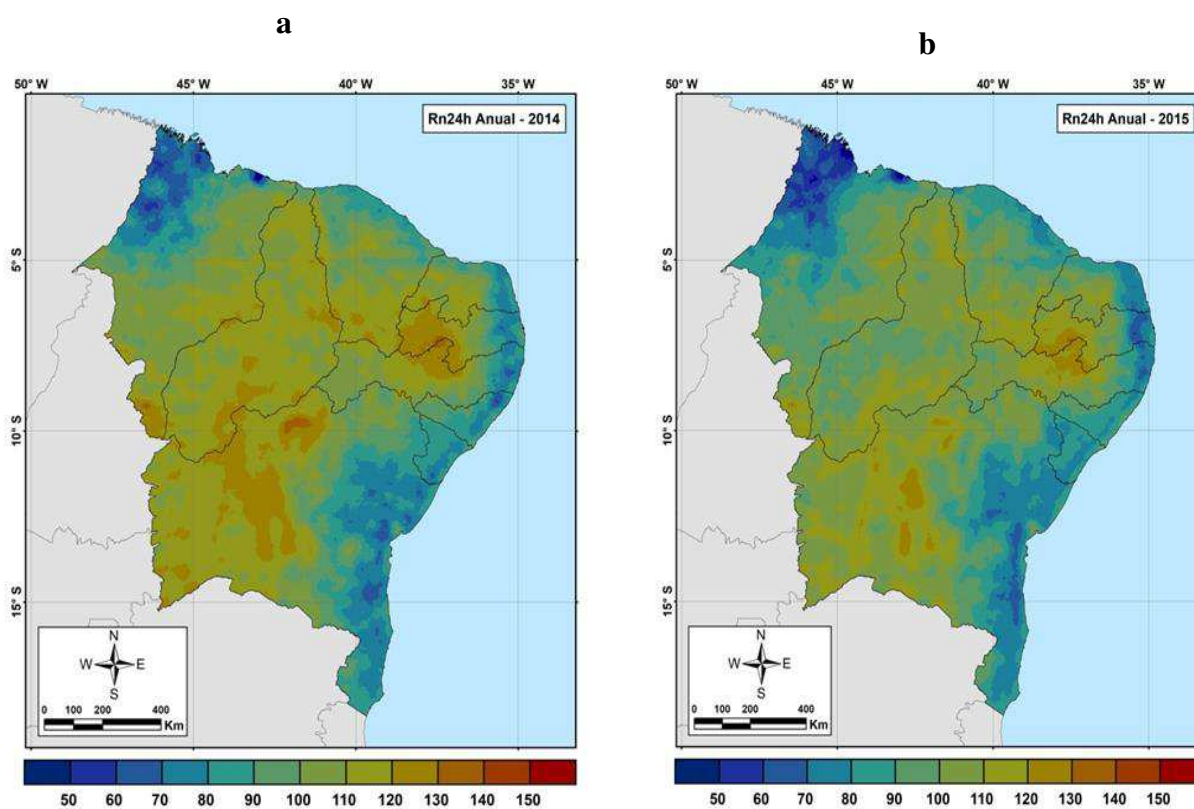 a
50° W 45° W 40° W 35° W
Rn24h Anual - 2014
5° S
10° S
15° S
N
W E
S
0 100 200 400
Km
50 60 70 80 90 100 110 120 130 140 150
b
50° W 45° W 40° W 35° W
Rn24h Anual - 2015
5° S
10° S
15° S
N
W E
S
0 100 200 400
Km
50 60 70 80 90 100 110 120 130 140 150